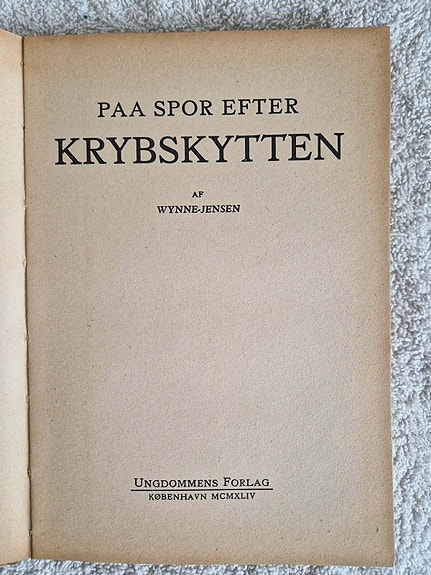 PAA SPOR EFTER
KRYBSKYTTEN
AF
WYNNE-JENSEN
UNGDOMMENS FORLAG
KØBENHAVN MCMXLIV